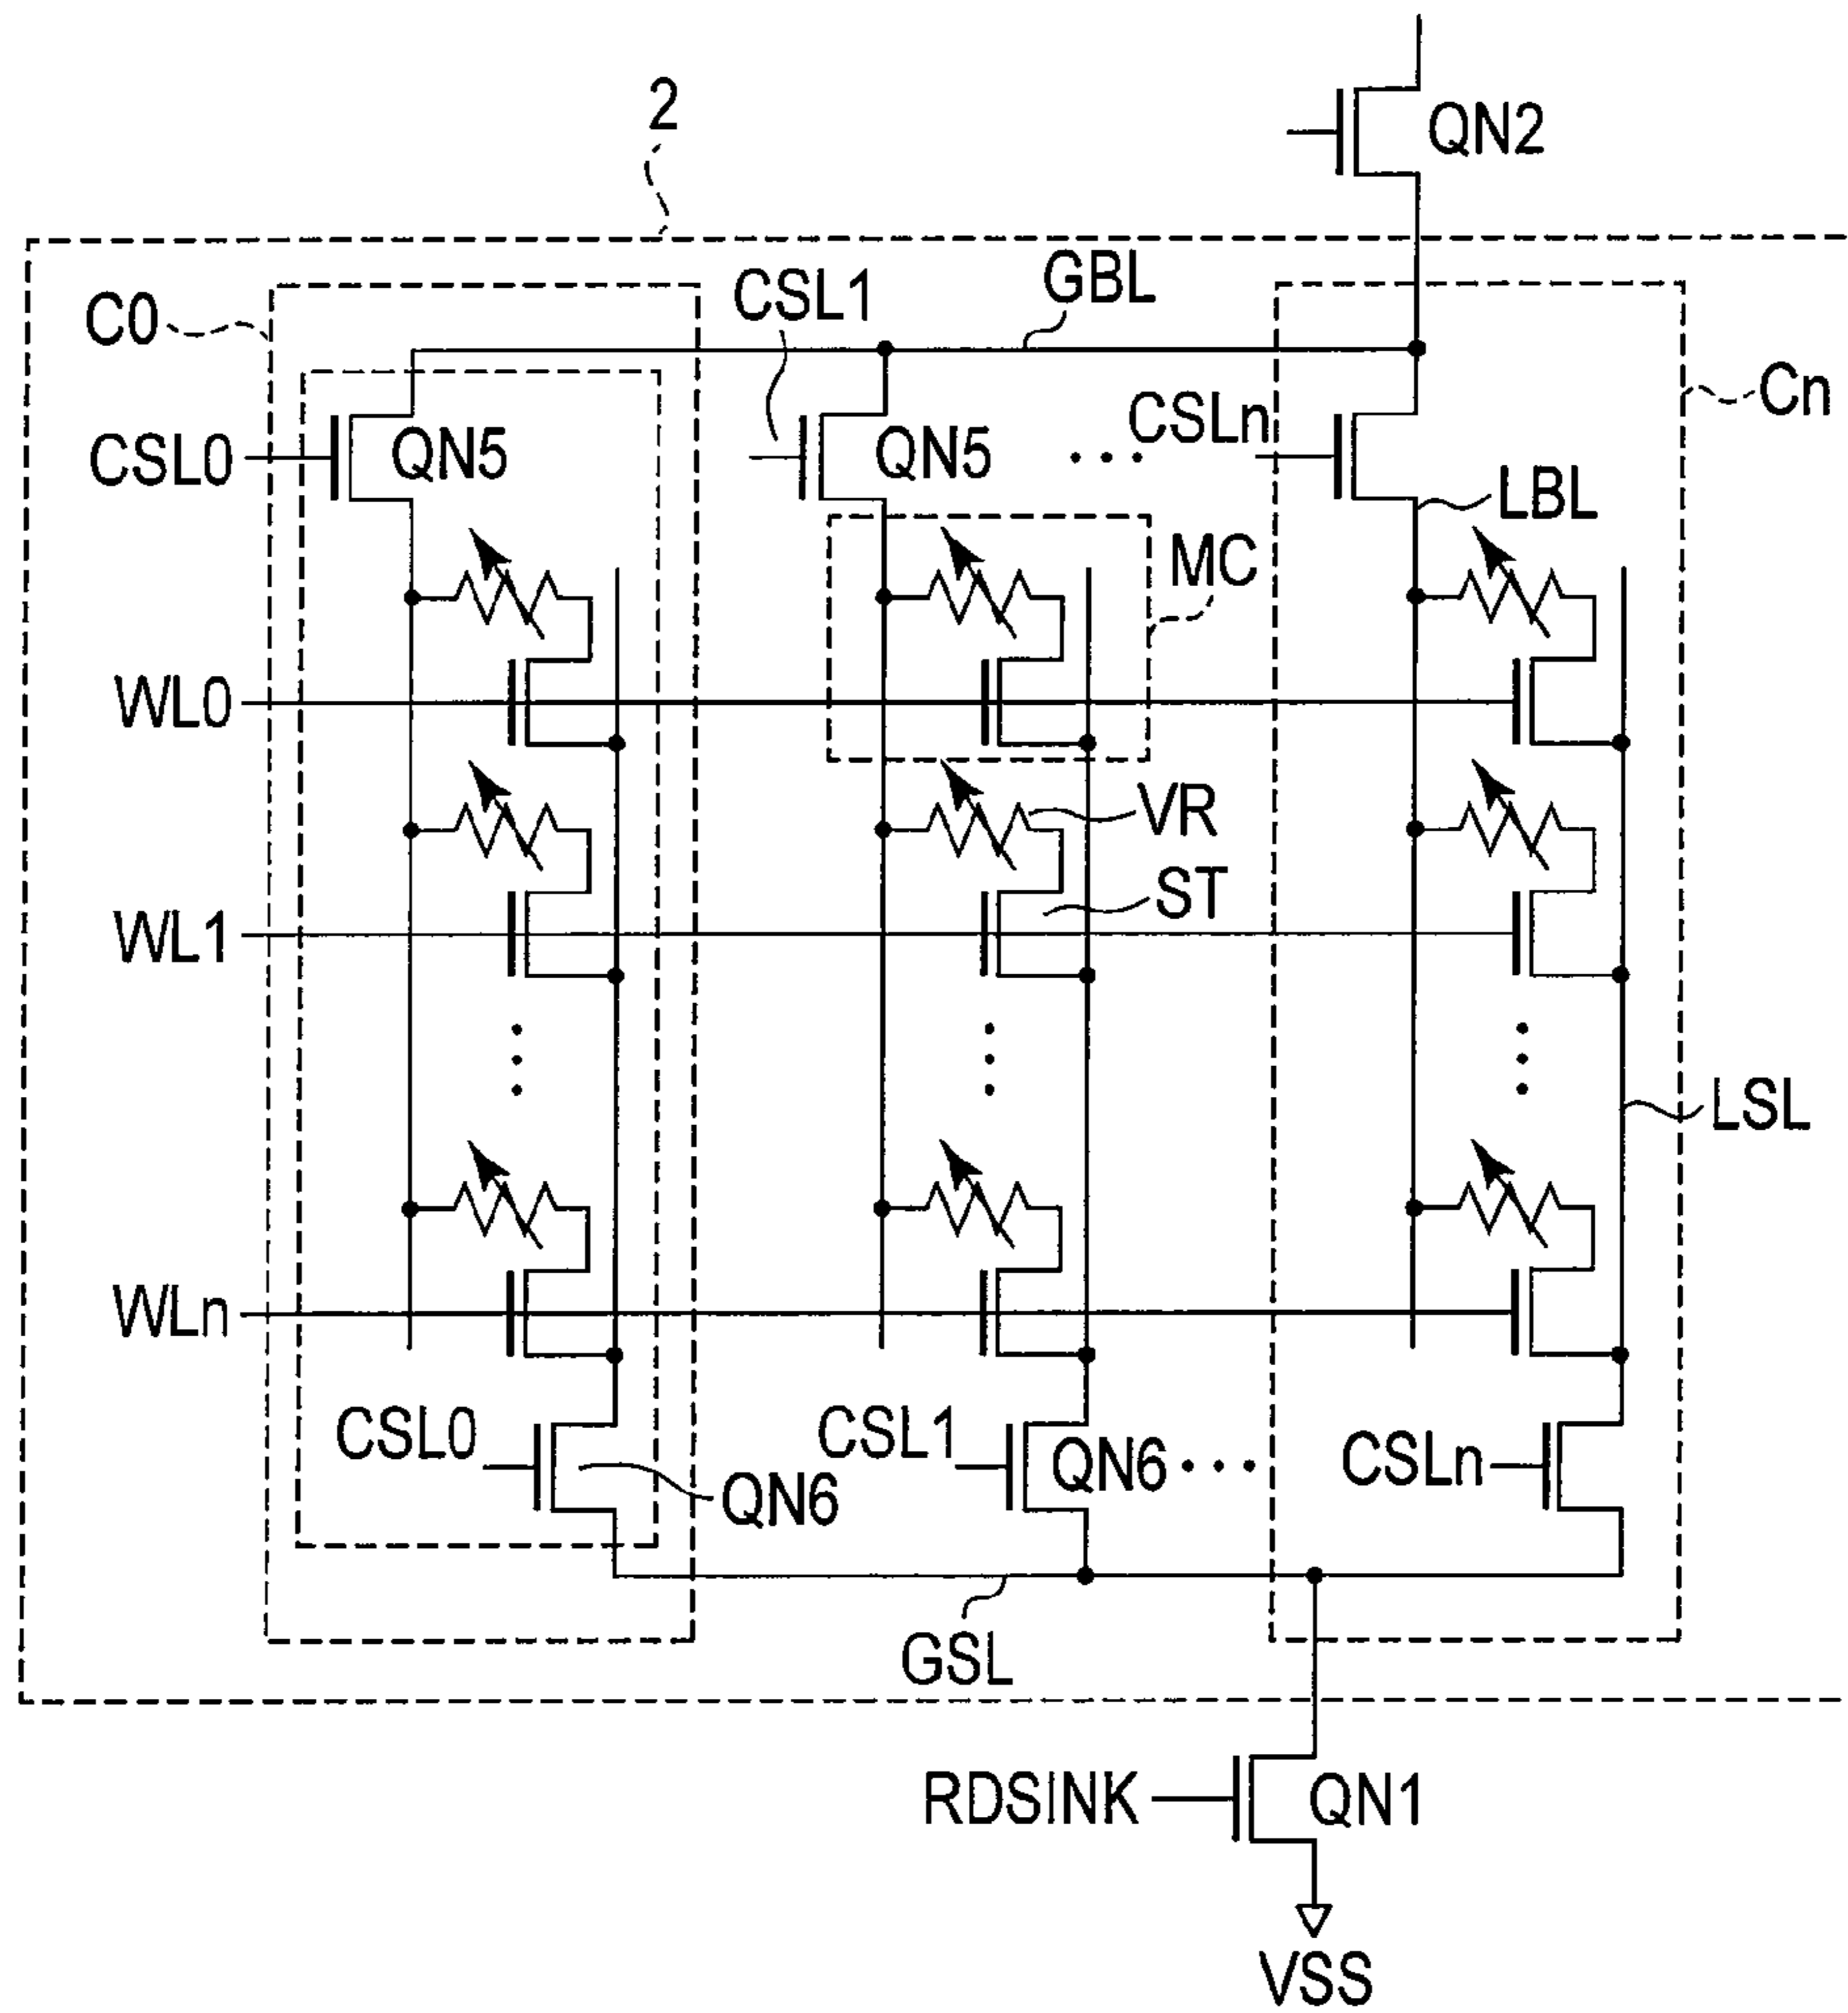 QN2
2
C0
CSL1
GBL
Cn
CSL0
QN5
QN5
...
CSLn
LBL
MC
WL0
VR
ST
WL1
LSL
WLn
CSL0
QN6
CSL1
QN6
...
CSLn
GSL
RDSINK
QN1
VSS